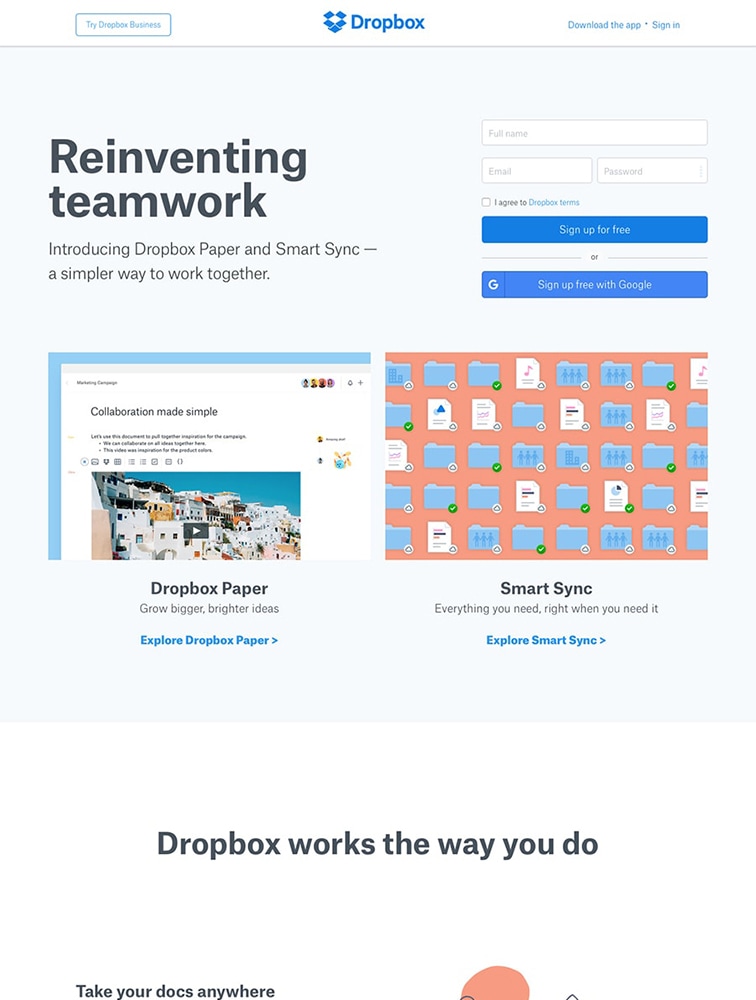 Try Dropbox Business
Dropbox
Download the app • Sign in
Reinventing
teamwork
Introducing Dropbox Paper and Smart Sync —
a simpler way to work together.
Full name
Email
Password
I agree to Dropbox terms
Sign up for free
or
G
Sign up free with Google
Marketing Campaign
Collaboration made simple
Let's use this document to pull together inspiration for the campaign.
• We can collaborate on all ideas together here.
• This video was inspiration for the product colors.
Dropbox Paper
Grow bigger, brighter ideas
Explore Dropbox Paper >
Smart Sync
Everything you need, right when you need it
Explore Smart Sync >
Dropbox works the way you do
Take your docs anywhere